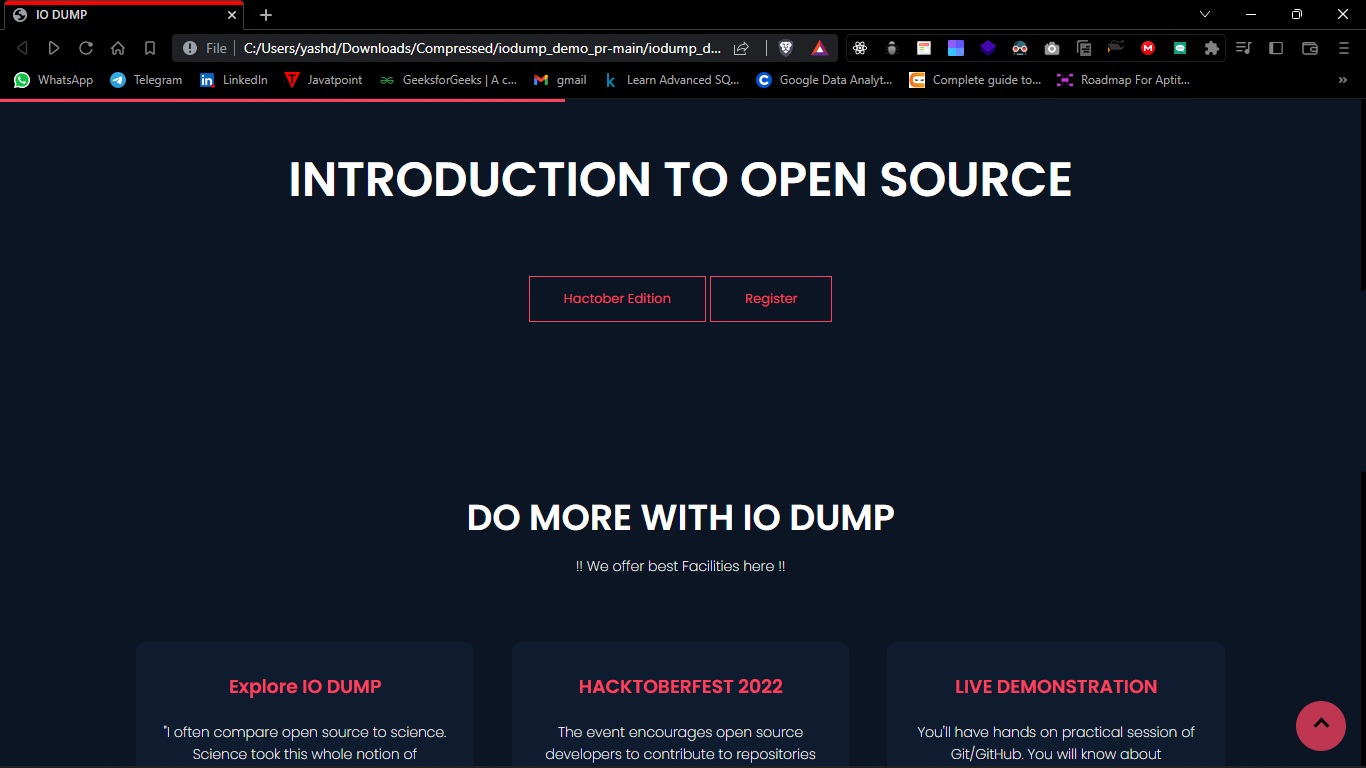 IO DUMP
File
C:/Users/yashd/Downloads/Compressed/iodump_demo_pr-main/iodump_d...
WhatsApp
Telegram
LinkedIn
Javatpoint
GeeksforGeeks | A c...
gmail
Learn Advanced SQ...
Google Data Analyt...
Complete guide to...
Roadmap For Aptit...
INTRODUCTION TO OPEN SOURCE
Hactober Edition
Register
DO MORE WITH IO DUMP
!! We offer best Facilities here !!
Explore IO DUMP
"I often compare open source to science.
Science took this whole notion of
HACKTOBERFEST 2022
The event encourages open source
developers to contribute to repositories
LIVE DEMONSTRATION
You'll have hands on practical session of
Git/GitHub. You will know about